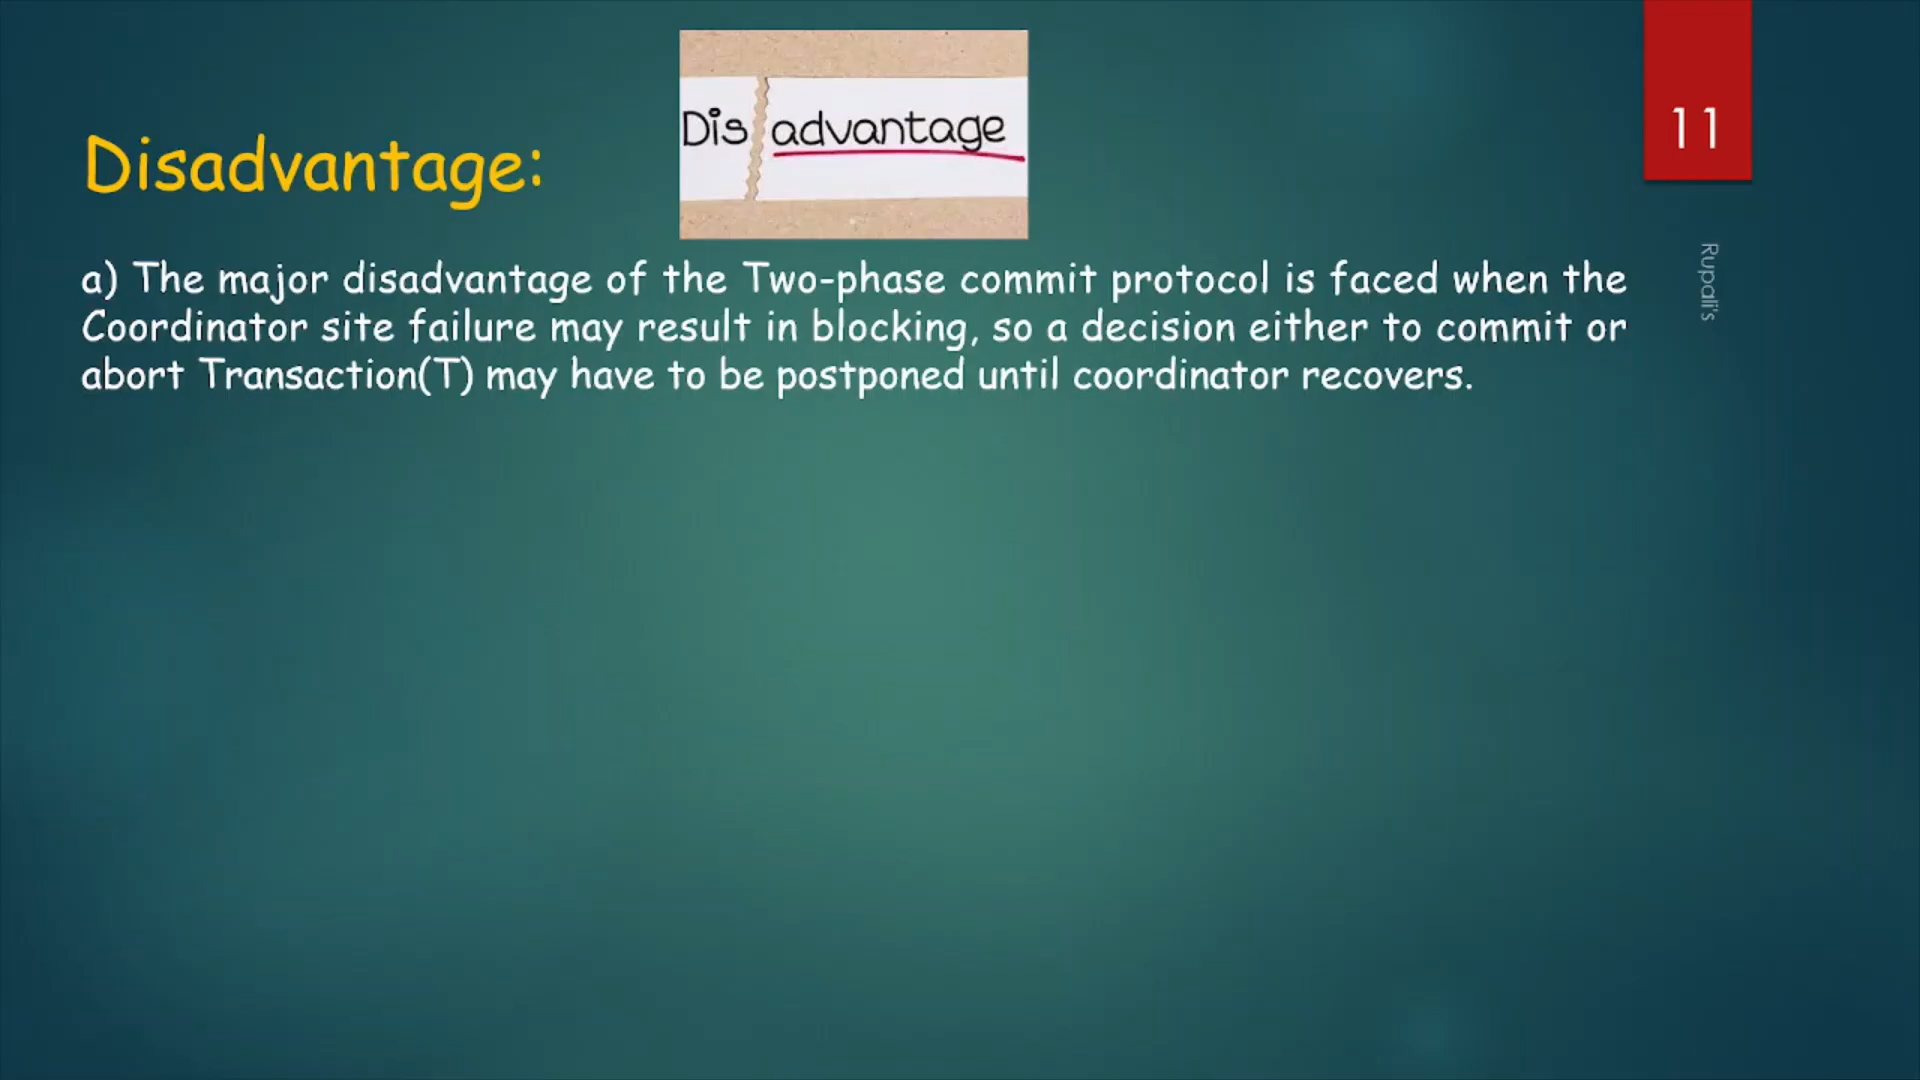 Dis advantage
11
Disadvantage:
a) The major disadvantage of the Two-phase commit protocol is faced when the
Coordinator site failure may result in blocking, so a decision either to commit or
abort Transaction(T) may have to be postponed until coordinator recovers.
Rupali's